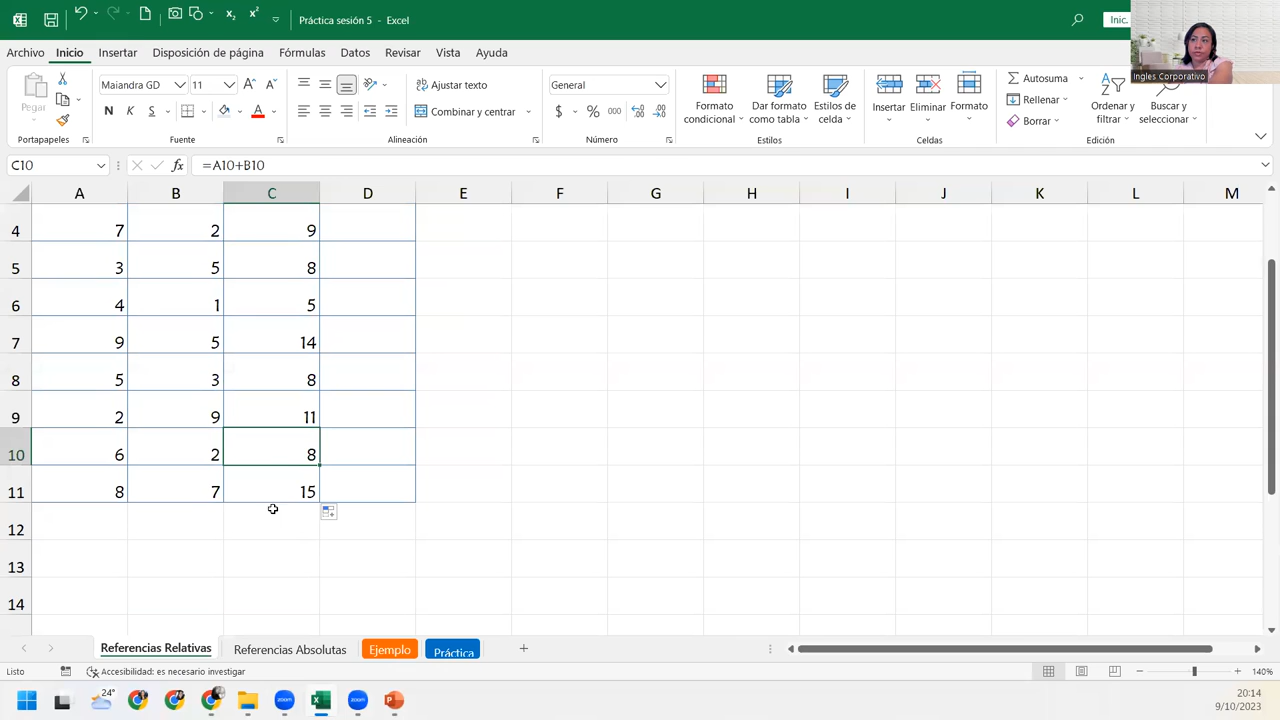 Práctica sesión 5 - Excel
Inic.
Archivo Inicio Insertar Disposición de página Fórmulas Datos Revisar Vista Ayuda
Ingles Corporativo
Pegar
Maiandra GD 11
N K S
Ajustar texto
Combinar y centrar
General
$ % 000
Formato condicional
Dar formato como tabla
Estilos de celda
Insertar
Eliminar
Formato
Autosuma
Rellenar
Borrar
Ordenar y filtrar
Buscar y seleccionar
Portapapeles Fuente Alineación Número Estilos Celdas Edición
C10 fx =A10+B10
A B C D E F G H I J K L M
4 7 2 9
5 3 5 8
6 4 1 5
7 9 5 14
8 5 3 8
9 2 9 11
10 6 2 8
11 8 7 15
12
13
14
Referencias Relativas Referencias Absolutas Ejemplo Práctica
Listo Accesibilidad: es necesario investigar 140%
24° zoom zoom
20:14
9/10/2023